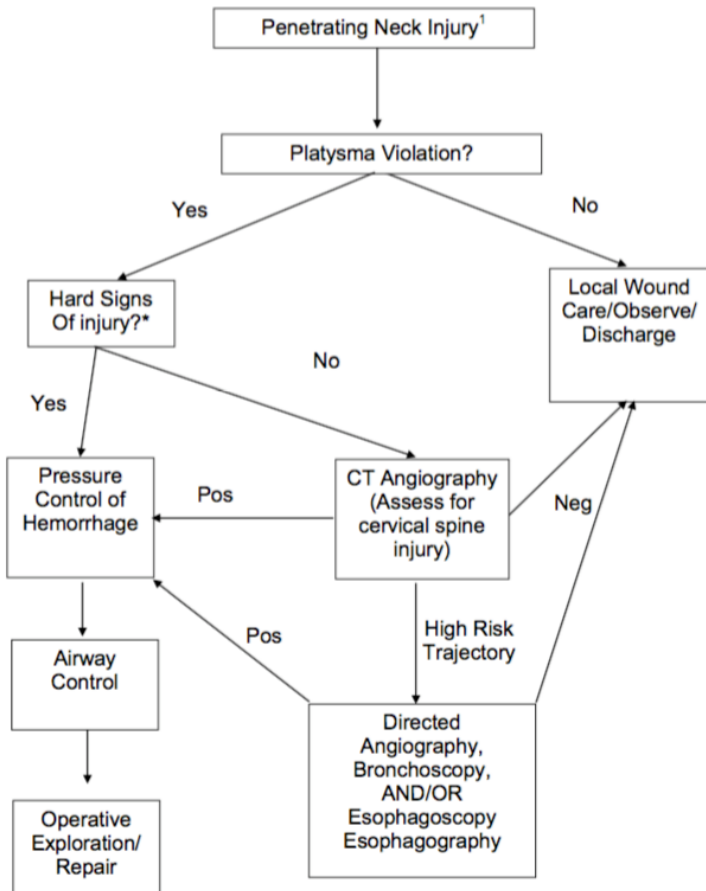 Penetrating Neck Injury¹
Platysma Violation?
Yes
No
Hard Signs
Of injury?*
Local Wound
Care/Observe/
Discharge
No
Yes
Pressure
Control of
Hemorrhage
Pos
CT Angiography
(Assess for
cervical spine
injury)
Neg
Pos
High Risk
Trajectory
Airway
Control
Directed
Angiography,
Bronchoscopy,
AND/OR
Esophagoscopy
Esophagography
Operative
Exploration/
Repair